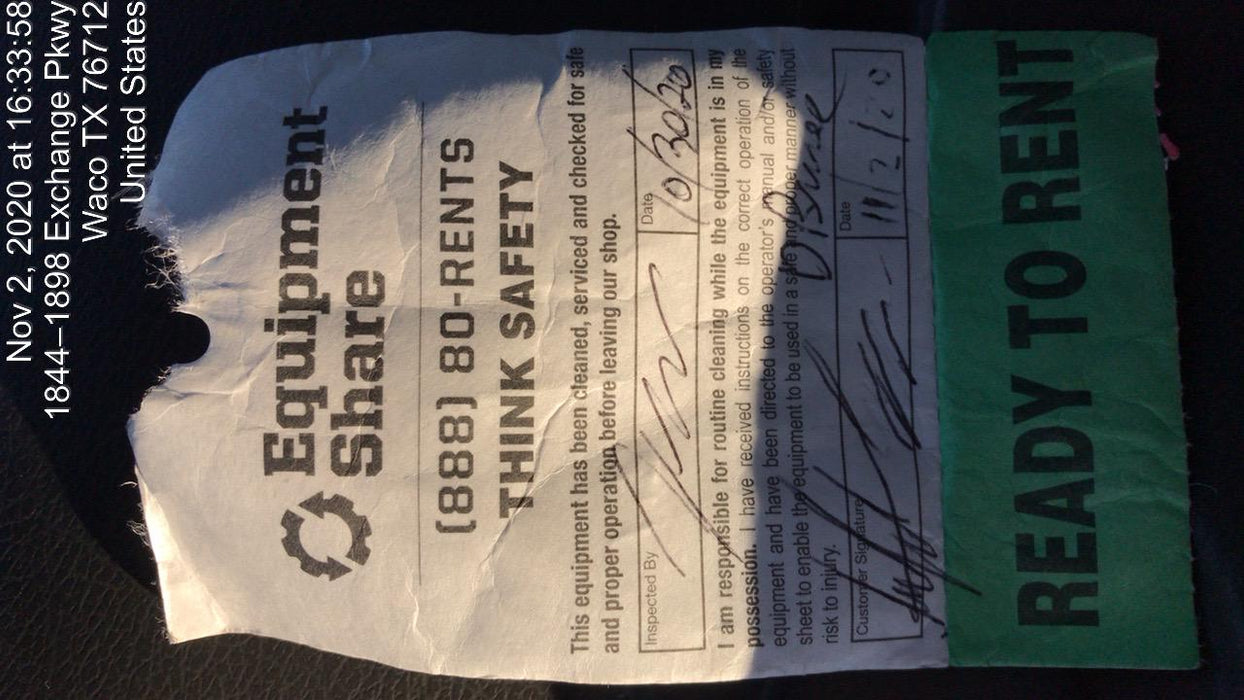 Nov 2, 2020 at 16:33:58
1844–1898 Exchange Pkwy
Waco TX 76712
United States
Equipment
Share
(888) 80-RENTS
THINK SAFETY
This equipment has been cleaned, serviced and checked for safe
and proper operation before leaving our shop.
Inspected By
Date
10/30/20
I am responsible for routine cleaning while the equipment is in my
possession. I have received instructions on the correct operation of the
equipment and have been directed to the operator's manual and/or safety
sheet to enable the equipment to be used in a safe and proper manner without
risk to injury.
Customer Signature
Date
READY TO RENT